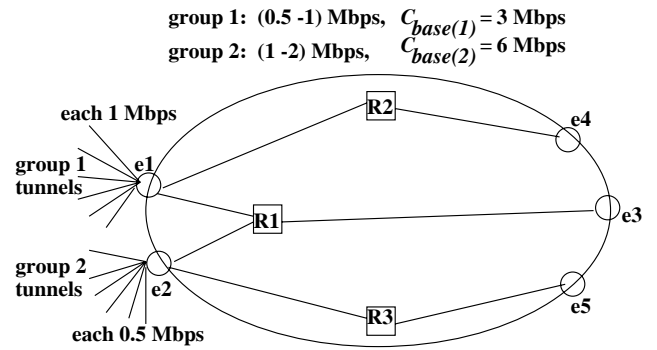 group 1: (0.5 -1) Mbps, C_base(1) = 3 Mbps
group 2: (1 -2) Mbps, C_base(2) = 6 Mbps
each 1 Mbps
R2
e4
group 1
tunnels
e1
R1
e3
group 2
tunnels
e2
R3
e5
each 0.5 Mbps